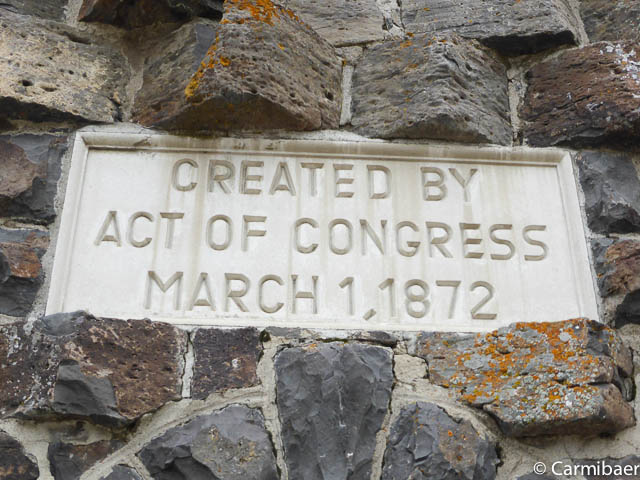 CREATED BY
ACT OF CONGRESS
MARCH 1, 1872
© Carmibaer